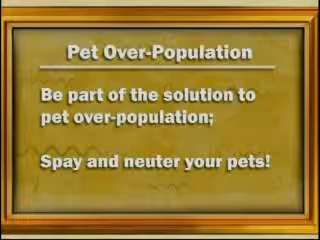 Pet Over-Population
Be part of the solution to
pet over-population;
Spay and neuter your pets!